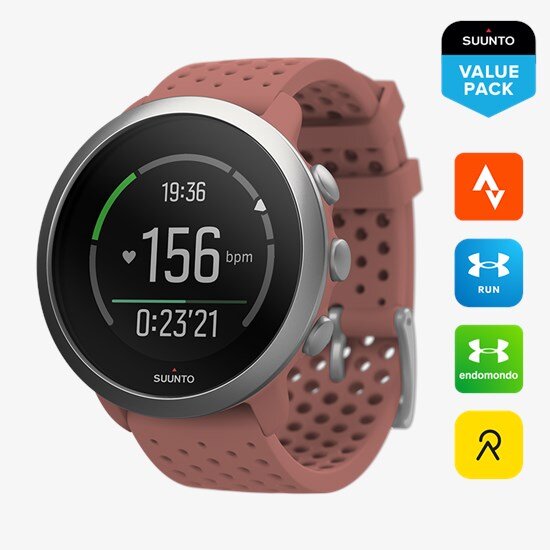 SUUNTO
VALUE
PACK
19:36
156 bpm
0:23'21
SUUNTO
RUN
endomondo